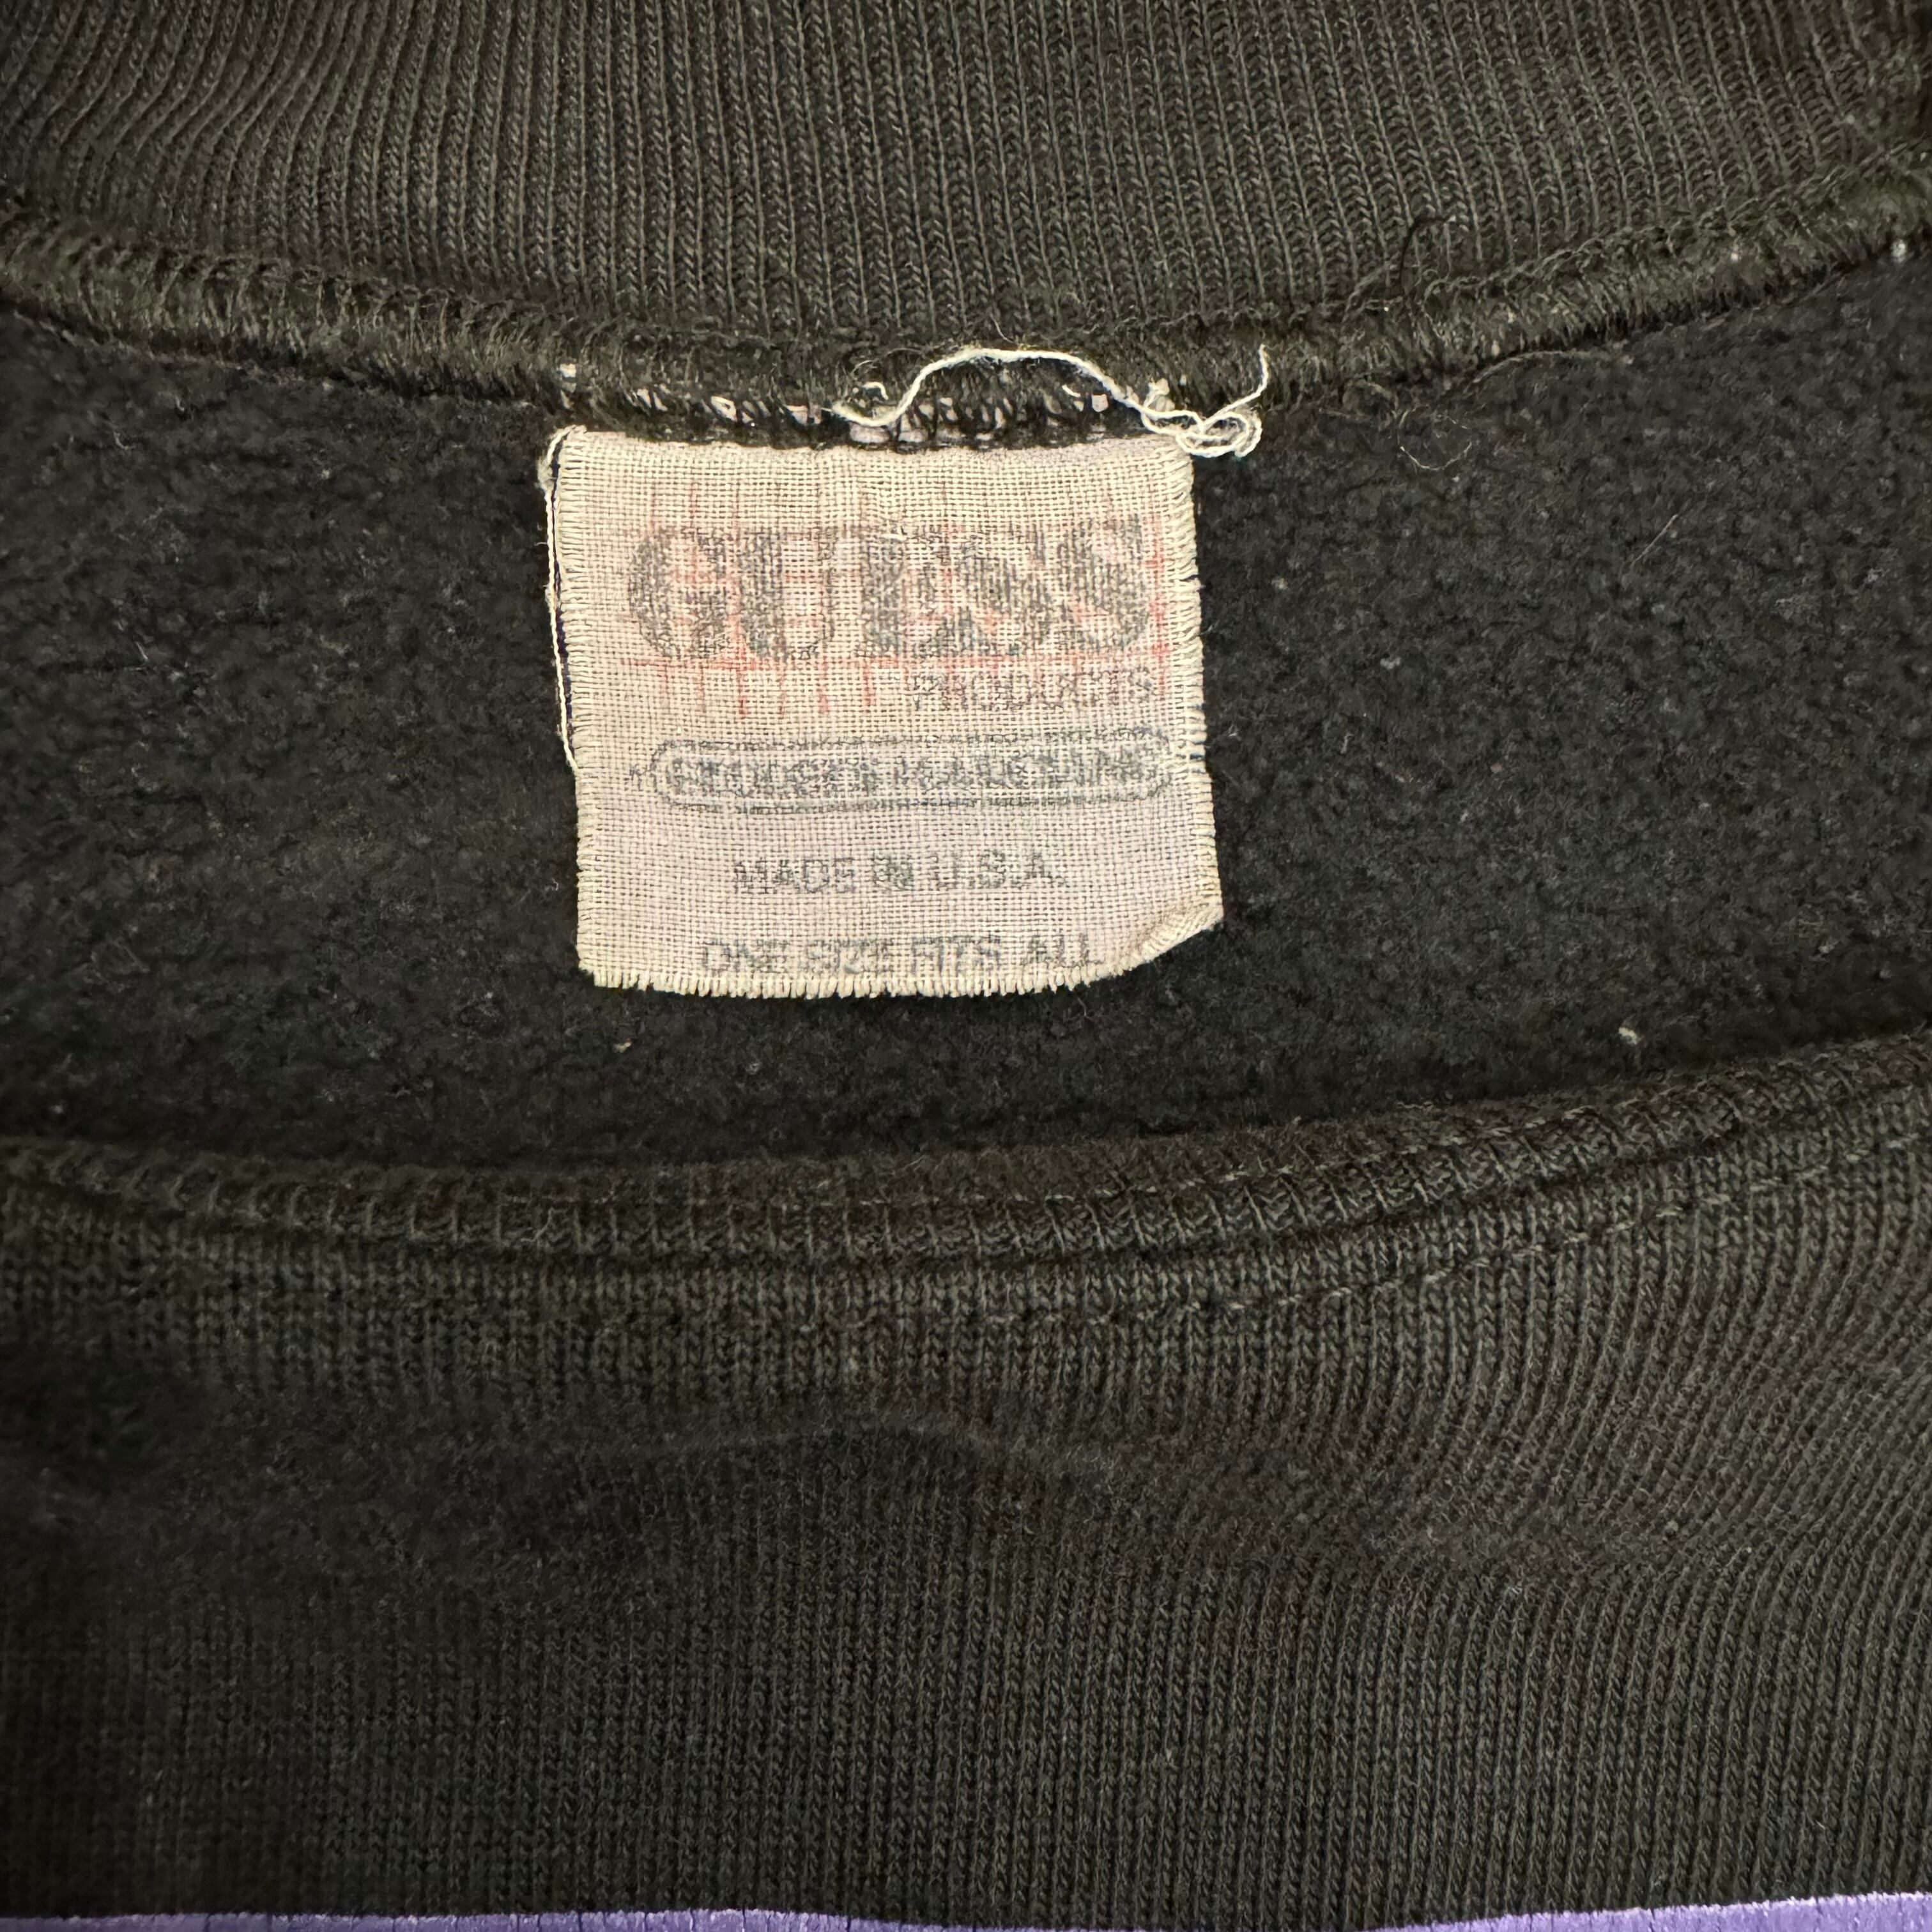 GUESS
PRODUCTS
GEORGES MARCIANO
MADE IN U.S.A.
ONE SIZE FITS ALL